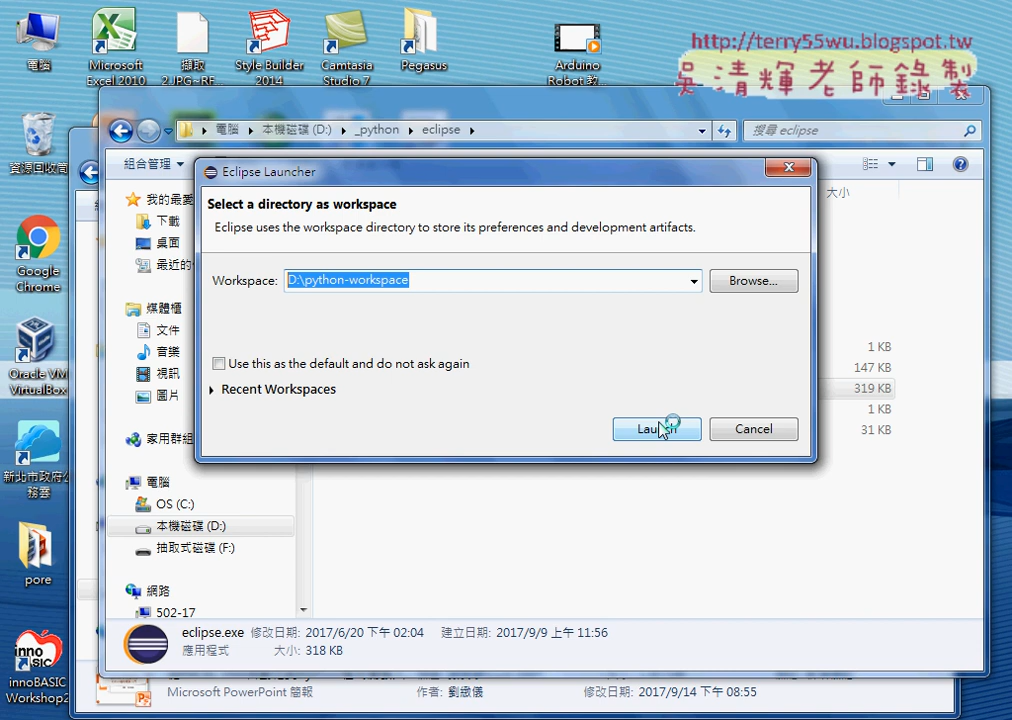 電腦
Microsoft
Excel 2010
擷取
2.JPG~RF...
Style Builder
2014
Camtasia
Studio 7
Pegasus
Arduino
Robot 教...
http://terry55wu.blogspot.tw
吳清輝老師錄製
資源回收筒
電腦 ▸ 本機磁碟 (D:) ▸ _python ▸ eclipse ▸
搜尋 eclipse
組合管理
Eclipse Launcher
大小
Select a directory as workspace
Eclipse uses the workspace directory to store its preferences and development artifacts.
Workspace:
D:\python-workspace
Browse...
Use this as the default and do not ask again
Recent Workspaces
Launch
Cancel
我的最愛
下載
桌面
最近的
媒體櫃
文件
音樂
視訊
圖片
家用群組
電腦
OS (C:)
本機磁碟 (D:)
抽取式磁碟 (F:)
網路
502-17
1 KB
147 KB
319 KB
1 KB
31 KB
Google
Chrome
Oracle VM
VirtualBox
新北市政府公
務雲
pore
innoBASIC
Workshop2
eclipse.exe 修改日期: 2017/6/20 下午 02:04 建立日期: 2017/9/9 上午 11:56
應用程式 大小: 318 KB
Microsoft PowerPoint 簡報 作者: 劉燉儀 修改日期: 2017/9/14 下午 08:55